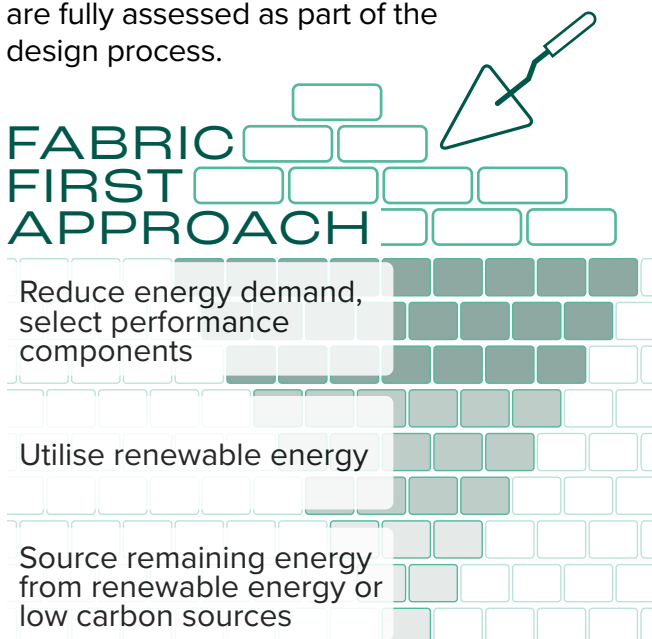 are fully assessed as part of the
design process.
FABRIC
FIRST
APPROACH
Reduce energy demand,
select performance
components
Utilise renewable energy
Source remaining energy
from renewable energy or
low carbon sources